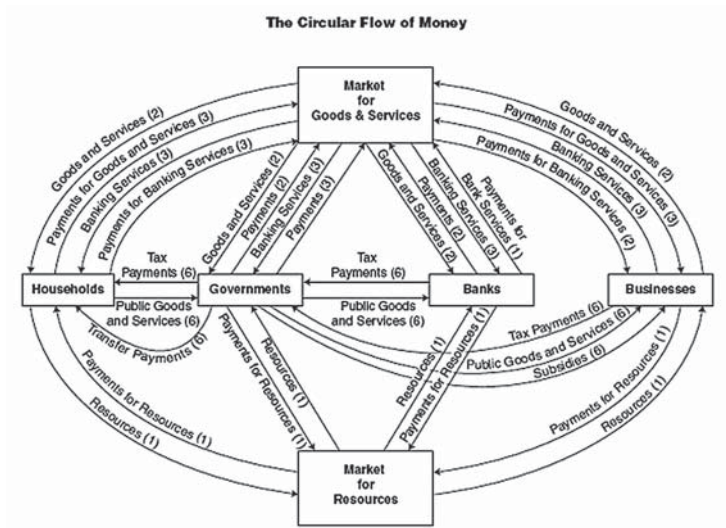 The Circular Flow of Money
Market
for
Goods & Services
Goods and Services (2)
Payments for Goods and Services (3)
Banking Services (3)
Payments for Banking Services (3)
Goods and Services (2)
Payments (2)
Banking Services (3)
Payments (3)
Goods and Services (2)
Payments (2)
Banking Services (3)
Payments for
Bank Services (1)
Goods and Services (2)
Payments for Goods and Services (3)
Banking Services (3)
Payments for Banking Services (2)
Households
Tax
Payments (6)
Public Goods
and Services (6)
Transfer Payments (6)
Governments
Tax
Payments (6)
Public Goods
and Services (6)
Banks
Businesses
Tax Payments (6)
Public Goods and Services (6)
Subsidies (6)
Payments for Resources (1)
Resources (1)
Resources (1)
Payments for Resources (1)
Resources (1)
Payments for Resources (1)
Payments for Resources (1)
Resources (1)
Market
for
Resources